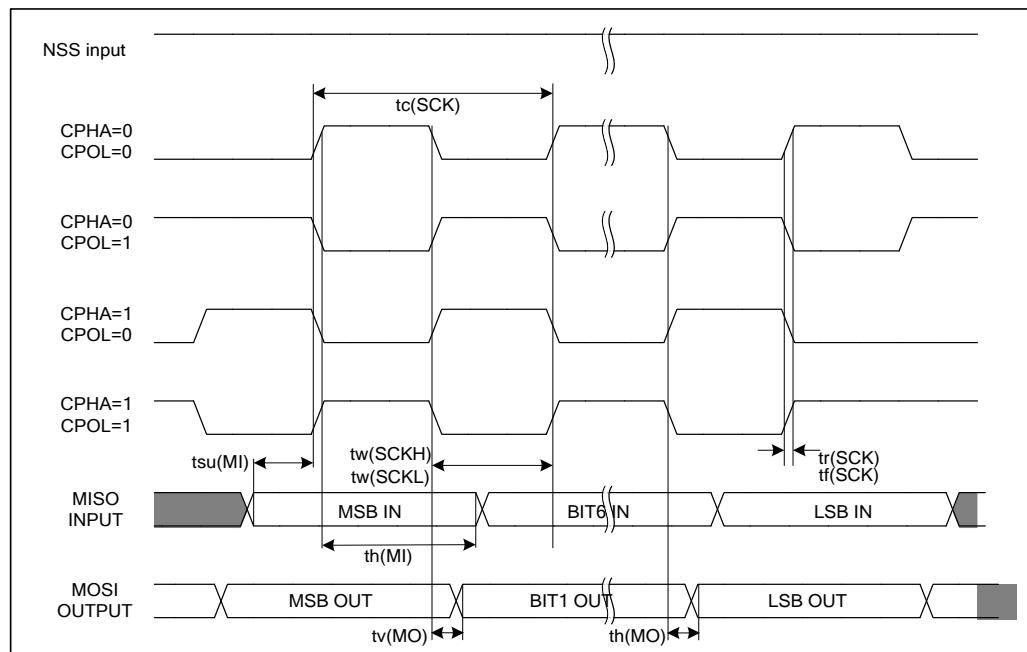 NSS input
tc(SCK)
CPHA=0
CPOL=0
CPHA=0
CPOL=1
CPHA=1
CPOL=0
CPHA=1
CPOL=1
tsu(MI)
tw(SCKH)
tw(SCKL)
tr(SCK)
tf(SCK)
MISO
INPUT
MSB IN
BIT6 IN
LSB IN
th(MI)
MOSI
OUTPUT
MSB OUT
BIT1 OUT
LSB OUT
tv(MO)
th(MO)